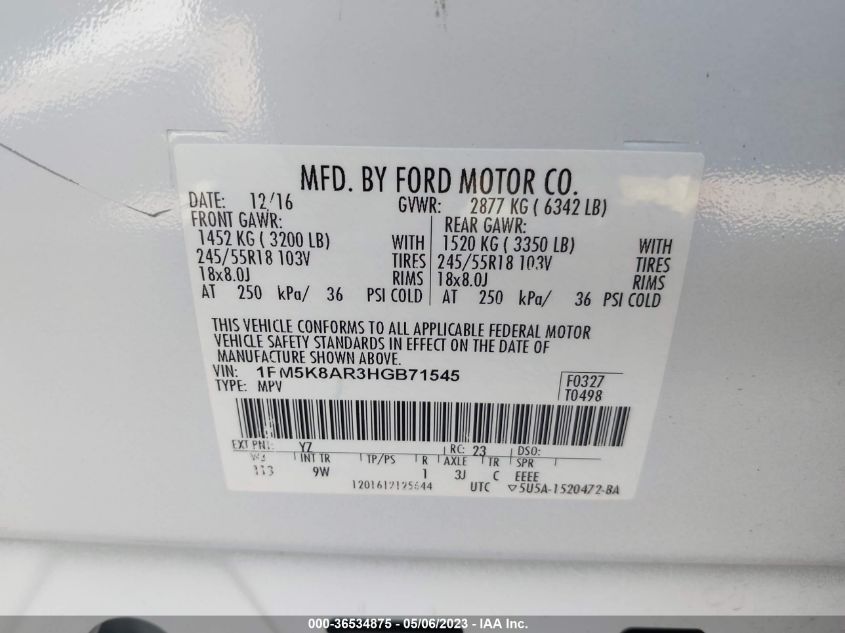 MFD. BY FORD MOTOR CO.
DATE: 12/16 GVWR: 2877 KG ( 6342 LB)
FRONT GAWR: REAR GAWR:
1452 KG ( 3200 LB) WITH 1520 KG ( 3350 LB) WITH
245/55R18 103V TIRES 245/55R18 103V TIRES
18x8.0J RIMS 18x8.0J RIMS
AT 250 kPa/ 36 PSI COLD AT 250 kPa/ 36 PSI COLD
THIS VEHICLE CONFORMS TO ALL APPLICABLE FEDERAL MOTOR
VEHICLE SAFETY STANDARDS IN EFFECT ON THE DATE OF
MANUFACTURE SHOWN ABOVE.
VIN: 1FM5K8AR3HGB71545 F0327
TYPE: MPV T0498
EXT PNT: YZ RC: 23 DSO:
WB INT TR TP/PS R AXLE TR SPR
113 9W 1 3J C EEEE
UTC ▽5U5A-1520472-BA
000-36534875 - 05/06/2023 - IAA Inc.